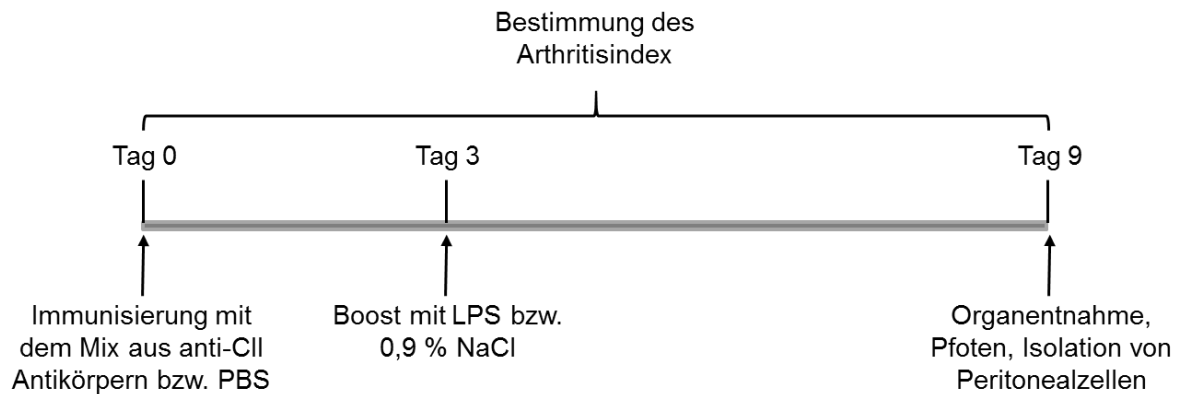 Bestimmung des
Arthritisindex
Tag 0
Tag 3
Tag 9
Immunisierung mit
dem Mix aus anti-CII
Antikörpern bzw. PBS
Boost mit LPS bzw.
0,9 % NaCl
Organentnahme,
Pfoten, Isolation von
Peritonealzellen